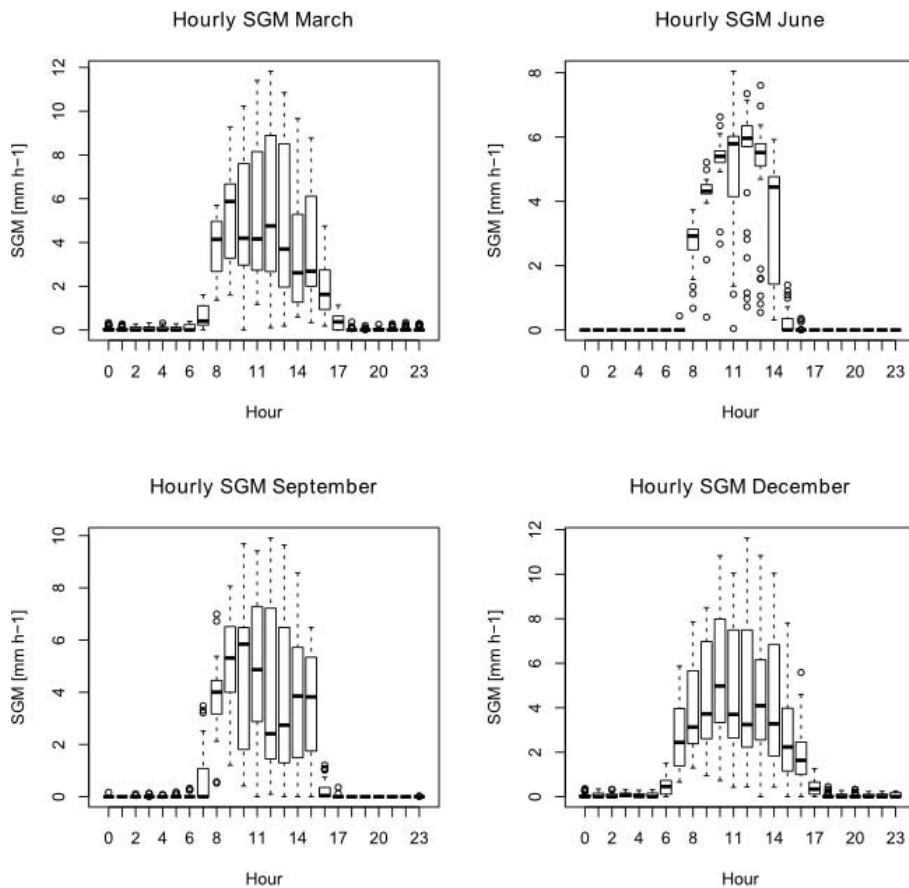 Hourly SGM March
SGM [mm h−1]
12
10
8
6
4
2
0
0 2 4 6 8 11 14 17 20 23
Hour
Hourly SGM June
SGM [mm h−1]
8
6
4
2
0
0 2 4 6 8 11 14 17 20 23
Hour
Hourly SGM September
SGM [mm h−1]
10
8
6
4
2
0
0 2 4 6 8 11 14 17 20 23
Hour
Hourly SGM December
SGM [mm h−1]
12
10
8
6
4
2
0
0 2 4 6 8 11 14 17 20 23
Hour